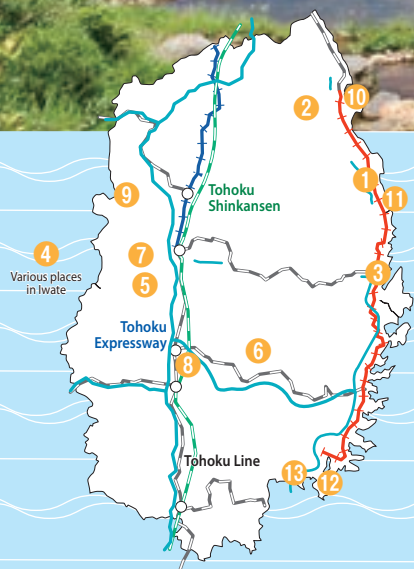 2
10
1
11
9
Tohoku
Shinkansen
4
Various places
in Iwate
7
5
3
Tohoku
Expressway
6
8
Tohoku Line
13
12